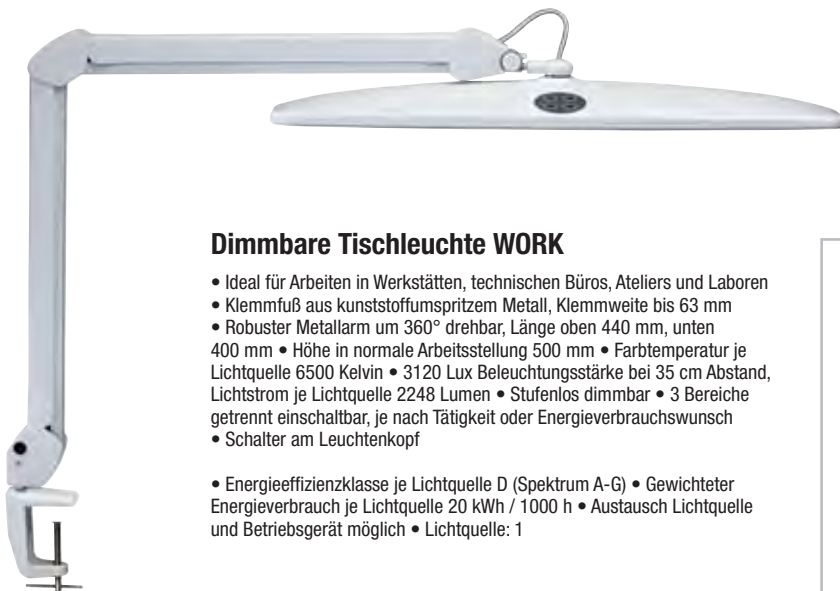 Dimmbare Tischleuchte WORK
• Ideal für Arbeiten in Werkstätten, technischen Büros, Ateliers und Laboren
• Klemmfuß aus kunststoffumspritzem Metall, Klemmweite bis 63 mm
• Robuster Metallarm um 360° drehbar, Länge oben 440 mm, unten
400 mm • Höhe in normale Arbeitsstellung 500 mm • Farbtemperatur je
Lichtquelle 6500 Kelvin • 3120 Lux Beleuchtungsstärke bei 35 cm Abstand,
Lichtstrom je Lichtquelle 2248 Lumen • Stufenlos dimmbar • 3 Bereiche
getrennt einschaltbar, je nach Tätigkeit oder Energieverbrauchswunsch
• Schalter am Leuchtenkopf
• Energieeffizienzklasse je Lichtquelle D (Spektrum A-G) • Gewichteter
Energieverbrauch je Lichtquelle 20 kWh / 1000 h • Austausch Lichtquelle
und Betriebsgerät möglich • Lichtquelle: 1